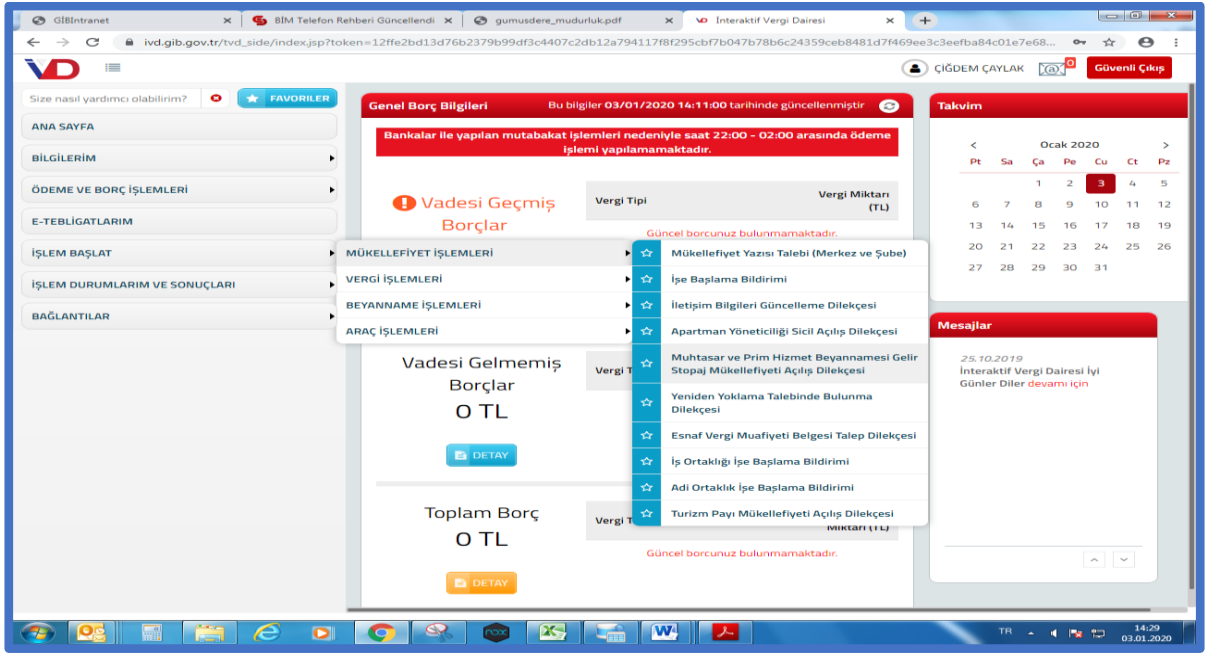 GİBIntranet
BİM Telefon Rehberi Güncellendi
gumusdere_mudurluk.pdf
İnteraktif Vergi Dairesi
ivd.gib.gov.tr/tvd_side/index.jsp?token=12ffe2bd13d76b2379b99df3c4407c2db12a794117f8f295cbf7b047b78b6c24359ceb8481d7f469ee3c3eefba84c01e7e68...
VD
ÇİĞDEM ÇAYLAK
0
Güvenli Çıkış
Size nasıl yardımcı olabilirim?
FAVORILER
ANA SAYFA
BİLGİLERİM
ÖDEME VE BORÇ İŞLEMLERİ
E-TEBLİGATLARIM
İŞLEM BAŞLAT
İŞLEM DURUMLARIM VE SONUÇLARI
BAĞLANTILAR
MÜKELLEFİYET İŞLEMLERİ
VERGİ İŞLEMLERİ
BEYANNAME İŞLEMLERİ
ARAÇ İŞLEMLERİ
Mükellefiyet Yazısı Talebi (Merkez ve Şube)
İşe Başlama Bildirimi
İletişim Bilgileri Güncelleme Dilekçesi
Apartman Yöneticiliği Sicil Açılış Dilekçesi
Muhtasar ve Prim Hizmet Beyannamesi Gelir
Stopaj Mükellefiyeti Açılış Dilekçesi
Yeniden Yoklama Talebinde Bulunma
Dilekçesi
Esnaf Vergi Muafiyeti Belgesi Talep Dilekçesi
İş Ortaklığı İşe Başlama Bildirimi
Adi Ortaklık İşe Başlama Bildirimi
Turizm Payı Mükellefiyeti Açılış Dilekçesi
Genel Borç Bilgileri
Bu bilgiler 03/01/2020 14:11:00 tarihinde güncellenmiştir
Bankalar ile yapılan mutabakat işlemleri nedeniyle saat 22:00 - 02:00 arasında ödeme
işlemi yapılamamaktadır.
Vadesi Geçmiş
Borçlar
Vergi Tipi
Vergi Miktarı
(TL)
Güncel borcunuz bulunmamaktadır.
Vadesi Gelmemiş
Borçlar
0 TL
Vergi T
DETAY
Toplam Borç
0 TL
Vergi T
Miktarı (TL)
Güncel borcunuz bulunmamaktadır.
DETAY
Takvim
Ocak 2020
Pt Sa Ça Pe Cu Ct Pz
1 2 3 4 5
6 7 8 9 10 11 12
13 14 15 16 17 18 19
20 21 22 23 24 25 26
27 28 29 30 31
Mesajlar
25.10.2019
İnteraktif Vergi Dairesi İyi
Günler Diler devamı için
TR
14:29
03.01.2020